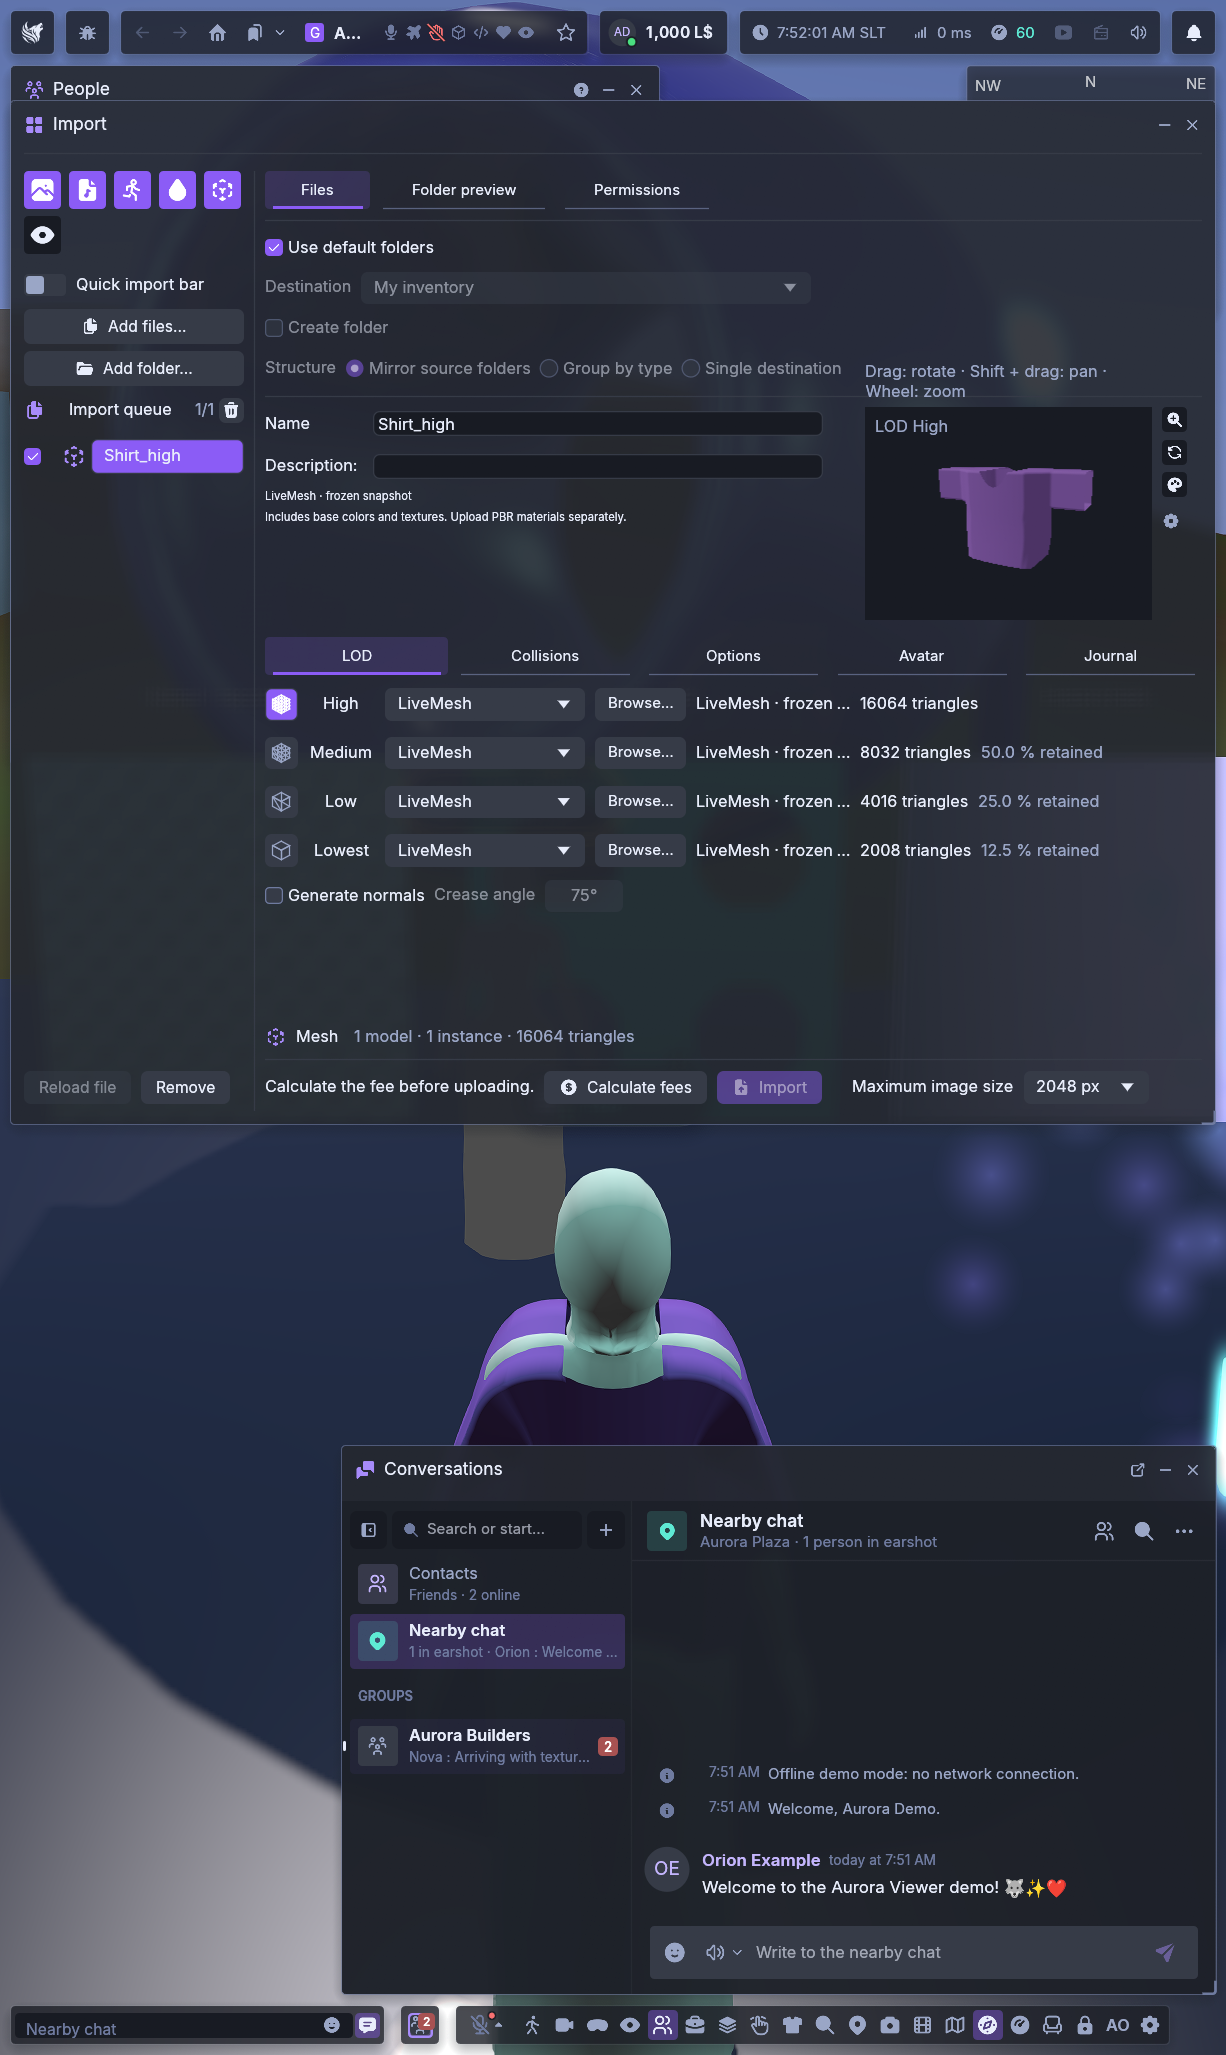 G A...
AD 1,000 L$
7:52:01 AM SLT
0 ms
60
People
NW N NE
Import
Files
Folder preview
Permissions
Use default folders
Quick import bar
Destination My inventory
Add files...
Create folder
Add folder...
Structure Mirror source folders Group by type Single destination
Drag: rotate · Shift + drag: pan ·
Wheel: zoom
Import queue 1/1
Name Shirt_high
LOD High
Shirt_high
Description:
LiveMesh · frozen snapshot
Includes base colors and textures. Upload PBR materials separately.
LOD Collisions Options Avatar Journal
High LiveMesh Browse... LiveMesh · frozen ... 16064 triangles
Medium LiveMesh Browse... LiveMesh · frozen ... 8032 triangles 50.0 % retained
Low LiveMesh Browse... LiveMesh · frozen ... 4016 triangles 25.0 % retained
Lowest LiveMesh Browse... LiveMesh · frozen ... 2008 triangles 12.5 % retained
Generate normals Crease angle 75°
Mesh 1 model · 1 instance · 16064 triangles
Reload file Remove Calculate the fee before uploading. Calculate fees Import Maximum image size 2048 px
Conversations
Search or start...
Nearby chat
Aurora Plaza · 1 person in earshot
Contacts
Friends · 2 online
Nearby chat
1 in earshot · Orion : Welcome ...
GROUPS
Aurora Builders
Nova : Arriving with textur... 2
7:51 AM Offline demo mode: no network connection.
7:51 AM Welcome, Aurora Demo.
OE Orion Example today at 7:51 AM
Welcome to the Aurora Viewer demo! 🐺✨❤️
Write to the nearby chat
Nearby chat
2
AO